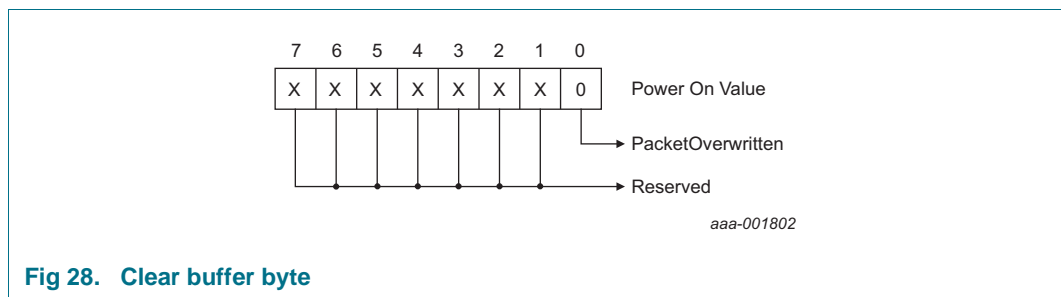 7 6 5 4 3 2 1 0
X X X X X X X 0 Power On Value
PacketOverwritten
Reserved
aaa-001802
Fig 28. Clear buffer byte